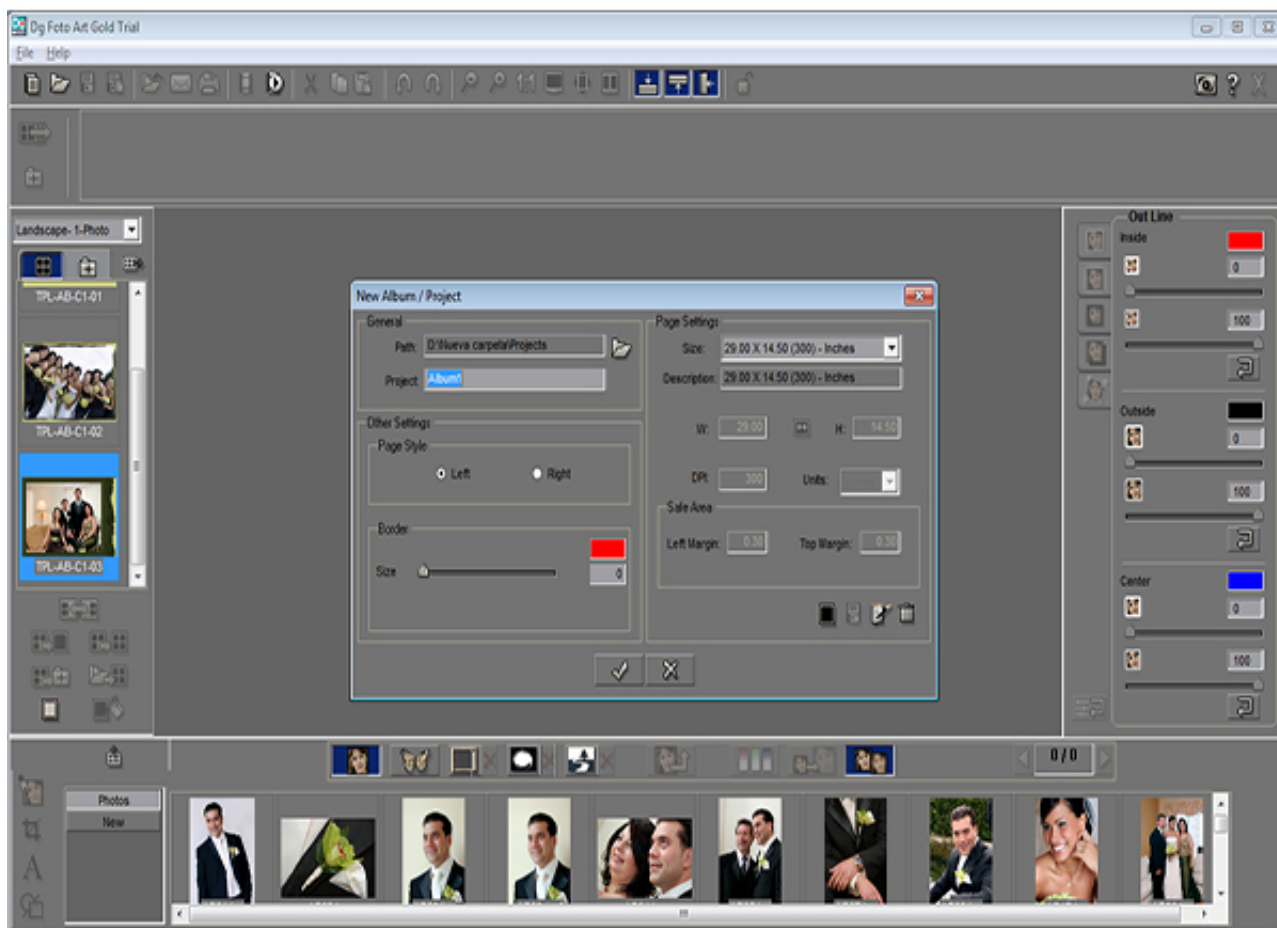 Dg Foto Art Gold Trial
File Help
1:1
Landscape- 1-Photo
TPL-AB-C1-01
TPL-AB-C1-02
TPL-AB-C1-03
New Album / Project
General
Path: D:\Nueva carpeta\Projects
Project: Album1
Other Settings
Page Style
Left Right
Border
Size 0
Page Settings
Size: 29.00 X 14.50 (300) - Inches
Description: 29.00 X 14.50 (300) - Inches
W: 29.00 H: 14.50
DPI: 300 Units:
Safe Area
Left Margin: 0.30 Top Margin: 0.30
Out Line
Inside
0
100
Outside
0
100
Center
0
100
0 / 0
Photos
New
A